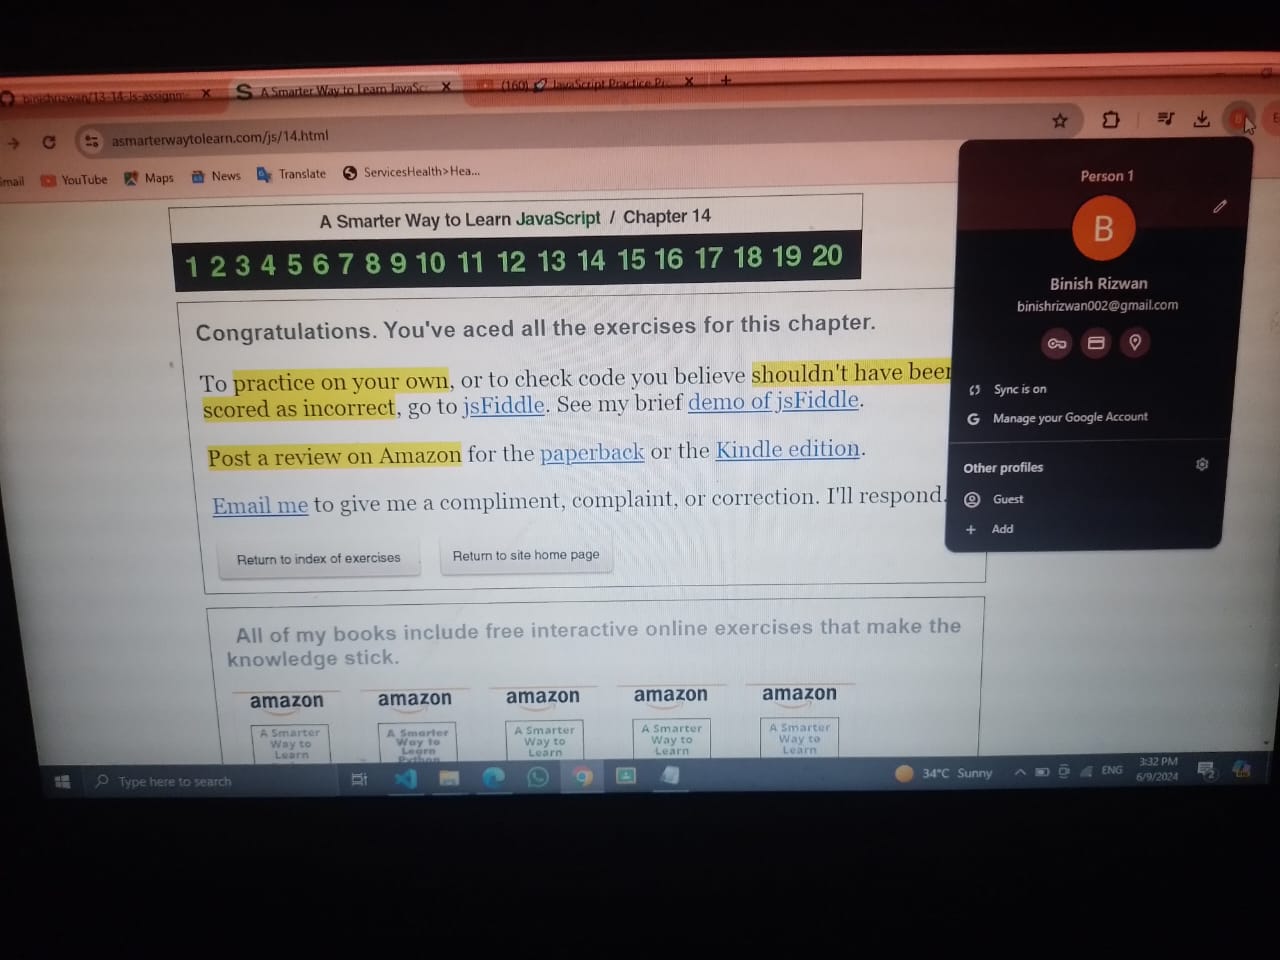 binishrizwan/13-14-js-assignm
A Smarter Way to Learn JavaSc
(160) JavaScript Practice Pr
asmarterwaytolearn.com/js/14.html
mail
YouTube
Maps
News
Translate
ServicesHealth>Hea...
A Smarter Way to Learn JavaScript / Chapter 14
1 2 3 4 5 6 7 8 9 10 11 12 13 14 15 16 17 18 19 20
Congratulations. You've aced all the exercises for this chapter.
To practice on your own, or to check code you believe shouldn't have been
scored as incorrect, go to jsFiddle. See my brief demo of jsFiddle.
Post a review on Amazon for the paperback or the Kindle edition.
Email me to give me a compliment, complaint, or correction. I'll respond.
Return to index of exercises
Return to site home page
All of my books include free interactive online exercises that make the
knowledge stick.
amazon amazon amazon amazon amazon
A Smarter
Way to
Learn
A Smarter
Way to
Learn
Python
A Smarter
Way to
Learn
A Smarter
Way to
Learn
A Smarter
Way to
Learn
Person 1
B
Binish Rizwan
binishrizwan002@gmail.com
Sync is on
Manage your Google Account
Other profiles
Guest
Add
Type here to search
34°C Sunny
ENG
3:32 PM
6/9/2024
2